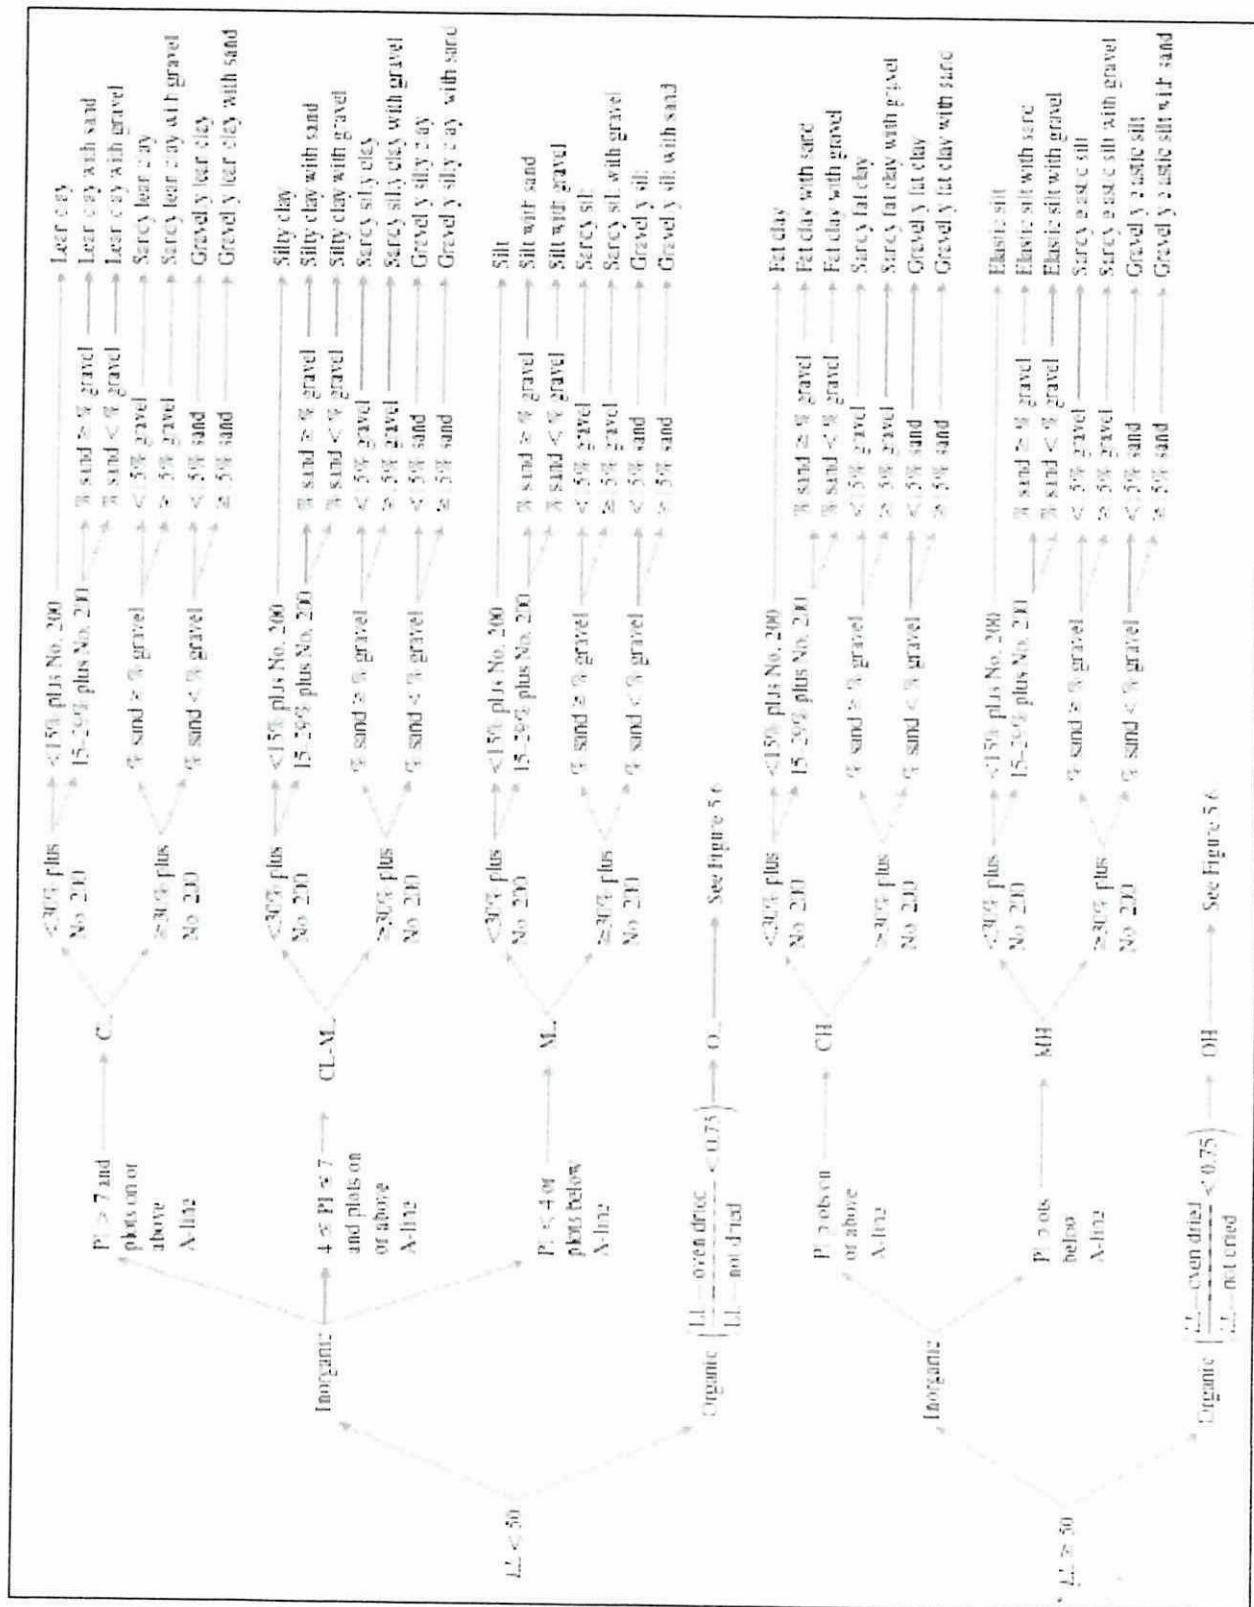 LL < 50
Inorganic
PI > 7 and
plots on or
above
A-line
CL
<30% plus
No. 200
<15% plus No. 200
Lean clay
15–29% plus No. 200
% sand ≥ % gravel
Lean clay with sand
% sand < % gravel
Lean clay with gravel
≥30% plus
No. 200
% sand ≥ % gravel
< 15% gravel
Sandy lean clay
≥ 15% gravel
Sandy lean clay with gravel
% sand < % gravel
< 15% sand
Gravelly lean clay
≥ 15% sand
Gravelly lean clay with sand
4 ≤ PI ≤ 7
and plots on
or above
A-line
CL-ML
<30% plus
No. 200
<15% plus No. 200
Silty clay
15–29% plus No. 200
% sand ≥ % gravel
Silty clay with sand
% sand < % gravel
Silty clay with gravel
≥30% plus
No. 200
% sand ≥ % gravel
< 15% gravel
Sandy silty clay
≥ 15% gravel
Sandy silty clay with gravel
% sand < % gravel
< 15% sand
Gravelly silty clay
≥ 15% sand
Gravelly silty clay with sand
PI < 4 or
plots below
A-line
ML
<30% plus
No. 200
<15% plus No. 200
Silt
15–29% plus No. 200
% sand ≥ % gravel
Silt with sand
% sand < % gravel
Silt with gravel
≥30% plus
No. 200
% sand ≥ % gravel
< 15% gravel
Sandy silt
≥ 15% gravel
Sandy silt with gravel
% sand < % gravel
< 15% sand
Gravelly silt
≥ 15% sand
Gravelly silt with sand
Organic (LL—oven dried / LL—not dried < 0.75)
OL
See Figure 5.6
LL ≥ 50
Inorganic
PI plots on
or above
A-line
CH
<30% plus
No. 200
<15% plus No. 200
Fat clay
15–29% plus No. 200
% sand ≥ % gravel
Fat clay with sand
% sand < % gravel
Fat clay with gravel
≥30% plus
No. 200
% sand ≥ % gravel
< 15% gravel
Sandy fat clay
≥ 15% gravel
Sandy fat clay with gravel
% sand < % gravel
< 15% sand
Gravelly fat clay
≥ 15% sand
Gravelly fat clay with sand
PI plots
below
A-line
MH
<30% plus
No. 200
<15% plus No. 200
Elastic silt
15–29% plus No. 200
% sand ≥ % gravel
Elastic silt with sand
% sand < % gravel
Elastic silt with gravel
≥30% plus
No. 200
% sand ≥ % gravel
< 15% gravel
Sandy elastic silt
≥ 15% gravel
Sandy elastic silt with gravel
% sand < % gravel
< 15% sand
Gravelly elastic silt
≥ 15% sand
Gravelly elastic silt with sand
Organic (LL—oven dried / LL—not dried < 0.75)
OH
See Figure 5.6